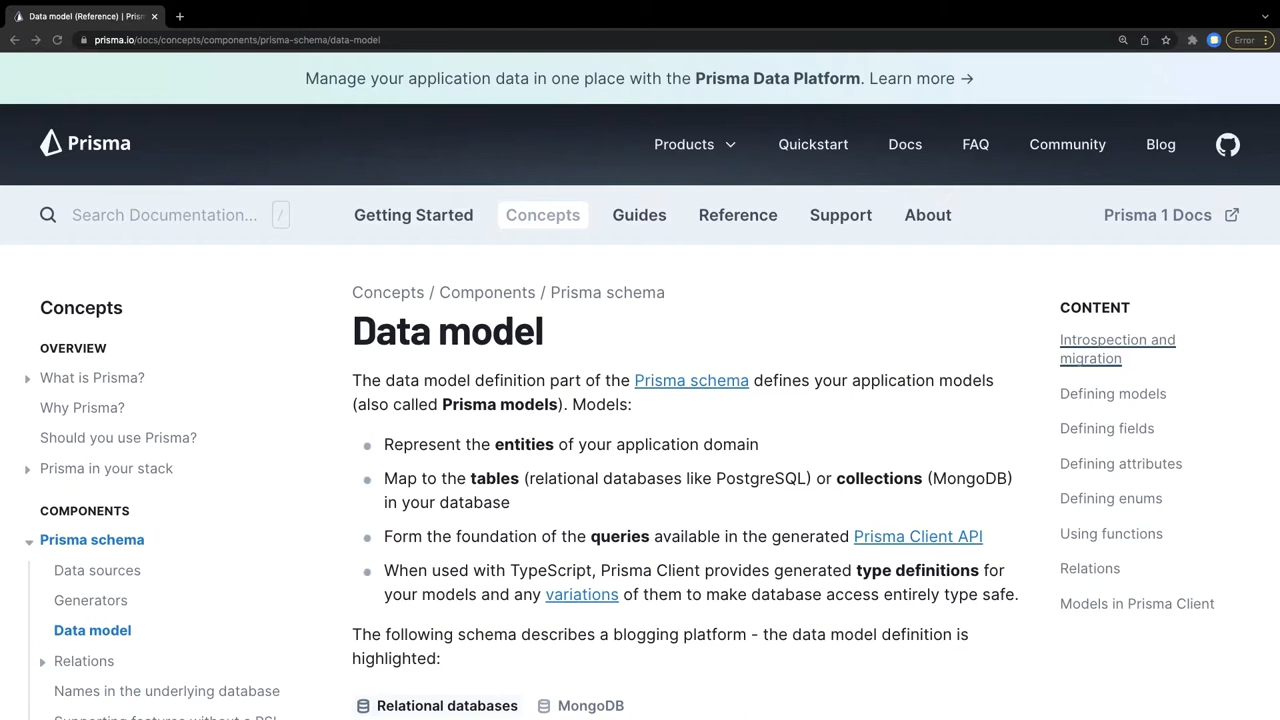 Data model (Reference) | Prism
prisma.io/docs/concepts/components/prisma-schema/data-model
Error
Manage your application data in one place with the Prisma Data Platform. Learn more →
Prisma
Products
Quickstart
Docs
FAQ
Community
Blog
Search Documentation... /
Getting Started
Concepts
Guides
Reference
Support
About
Prisma 1 Docs
Concepts
OVERVIEW
What is Prisma?
Why Prisma?
Should you use Prisma?
Prisma in your stack
COMPONENTS
Prisma schema
Data sources
Generators
Data model
Relations
Names in the underlying database
Concepts / Components / Prisma schema
Data model
The data model definition part of the Prisma schema defines your application models
(also called Prisma models). Models:
Represent the entities of your application domain
Map to the tables (relational databases like PostgreSQL) or collections (MongoDB)
in your database
Form the foundation of the queries available in the generated Prisma Client API
When used with TypeScript, Prisma Client provides generated type definitions for
your models and any variations of them to make database access entirely type safe.
The following schema describes a blogging platform - the data model definition is
highlighted:
Relational databases
MongoDB
CONTENT
Introspection and
migration
Defining models
Defining fields
Defining attributes
Defining enums
Using functions
Relations
Models in Prisma Client